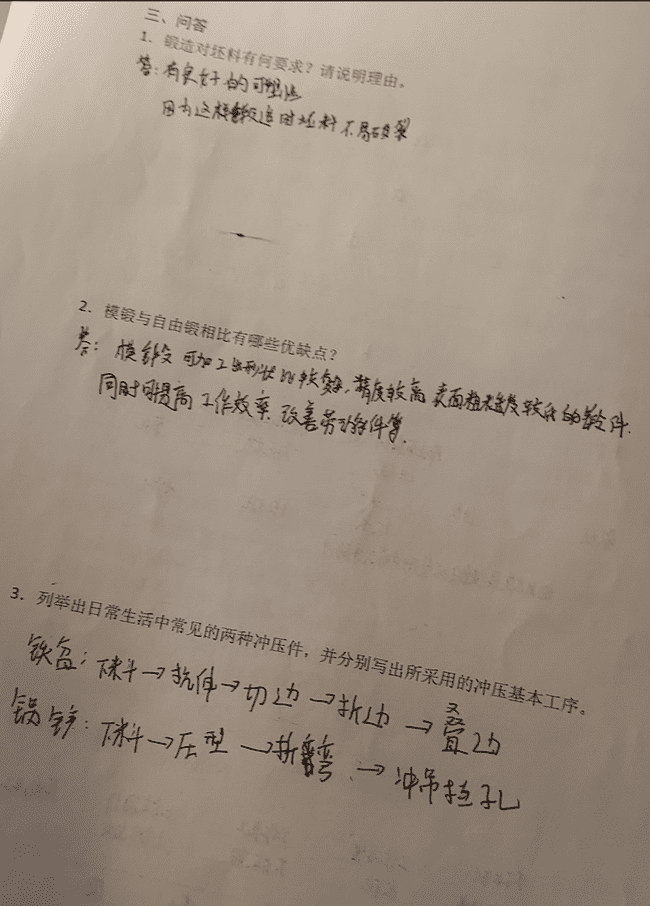 三、问答
1. 锻造对坯料有何要求？请说明理由。
答：有良好的可塑性
因为这样锻造时坯料不易破裂
2. 模锻与自由锻相比有哪些优缺点？
答：模锻 可加工出形状比较复杂，精度较高 表面粗糙度较低的锻件.
同时可提高工作效率. 改善劳动条件等.
3. 列举出日常生活中常见的两种冲压件，并分别写出所采用的冲压基本工序。
铁盆：下料→拉伸→切边→折边→叠边
锅铲：下料→压型→折弯→冲吊挂孔